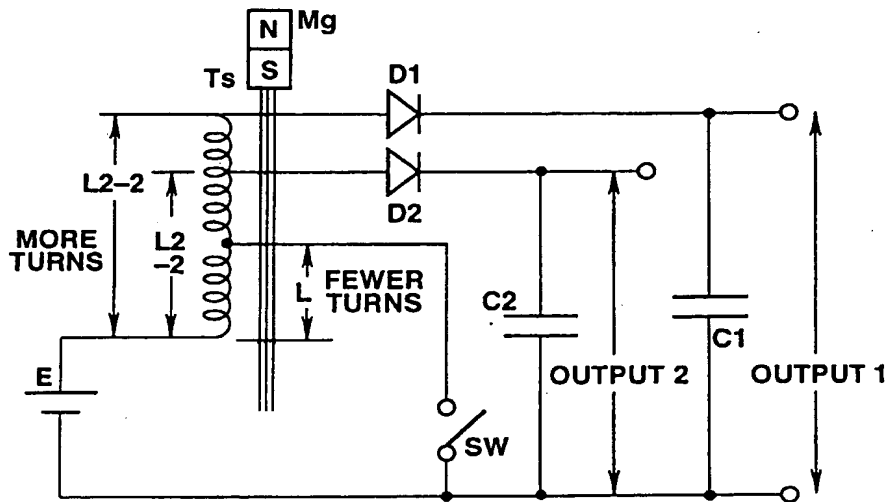 N Mg
Ts S
D1
L2-2
D2
MORE TURNS
L2 -2
L
FEWER TURNS
C2
C1
E
OUTPUT 2
OUTPUT 1
SW